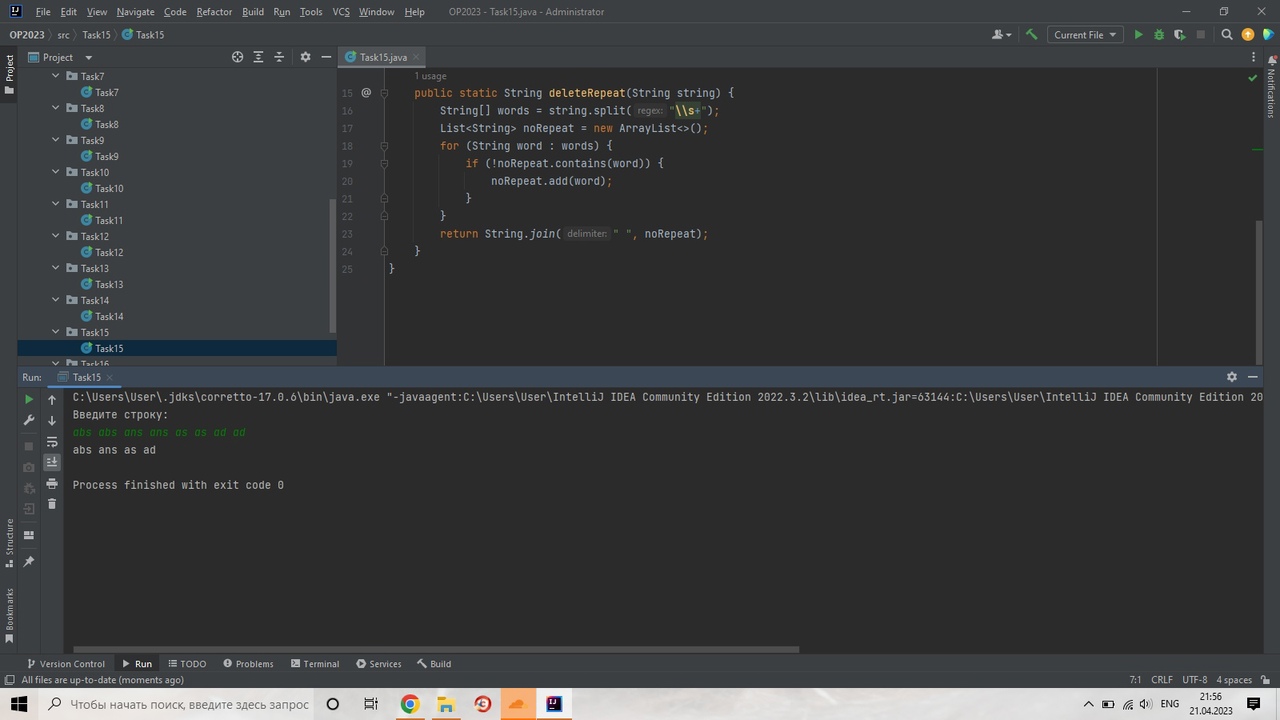 File Edit View Navigate Code Refactor Build Run Tools VCS Window Help OP2023 - Task15.java - Administrator
OP2023 src Task15 Task15 Current File
Project Task15.java
Task7
Task7
Task8
Task8
Task9
Task9
Task10
Task10
Task11
Task11
Task12
Task12
Task13
Task13
Task14
Task14
Task15
Task15
Task16
Project
Notifications
1 usage
15 @ public static String deleteRepeat(String string) {
16 String[] words = string.split( regex: "\\s+");
17 List<String> noRepeat = new ArrayList<>();
18 for (String word : words) {
19 if (!noRepeat.contains(word)) {
20 noRepeat.add(word);
21 }
22 }
23 return String.join( delimiter: " ", noRepeat);
24 }
25 }
Run: Task15
C:\Users\User\.jdks\corretto-17.0.6\bin\java.exe "-javaagent:C:\Users\User\IntelliJ IDEA Community Edition 2022.3.2\lib\idea_rt.jar=63144:C:\Users\User\IntelliJ IDEA Community Edition 20
Введите строку:
abs abs ans ans as as ad ad
abs ans as ad
Process finished with exit code 0
Structure
Bookmarks
Version Control Run TODO Problems Terminal Services Build
All files are up-to-date (moments ago) 7:1 CRLF UTF-8 4 spaces
Чтобы начать поиск, введите здесь запрос ENG 21:56
21.04.2023